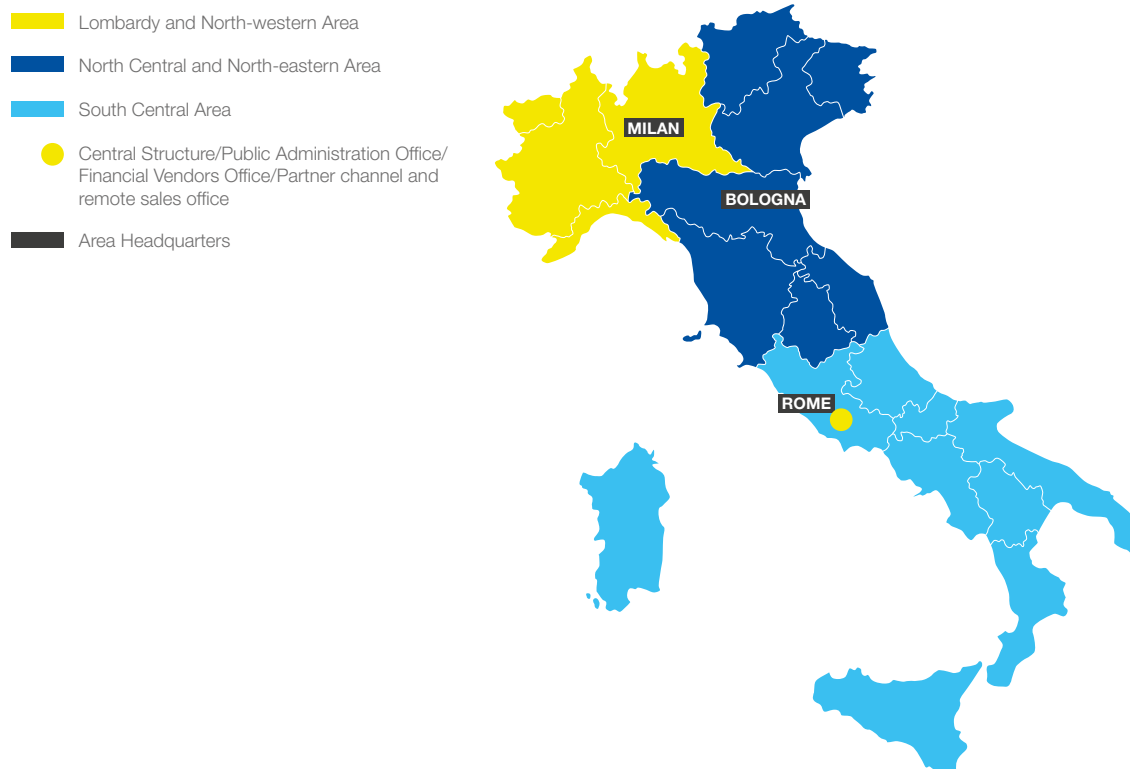 Lombardy and North-western Area
North Central and North-eastern Area
South Central Area
Central Structure/Public Administration Office/
Financial Vendors Office/Partner channel and
remote sales office
Area Headquarters
MILAN
BOLOGNA
ROME